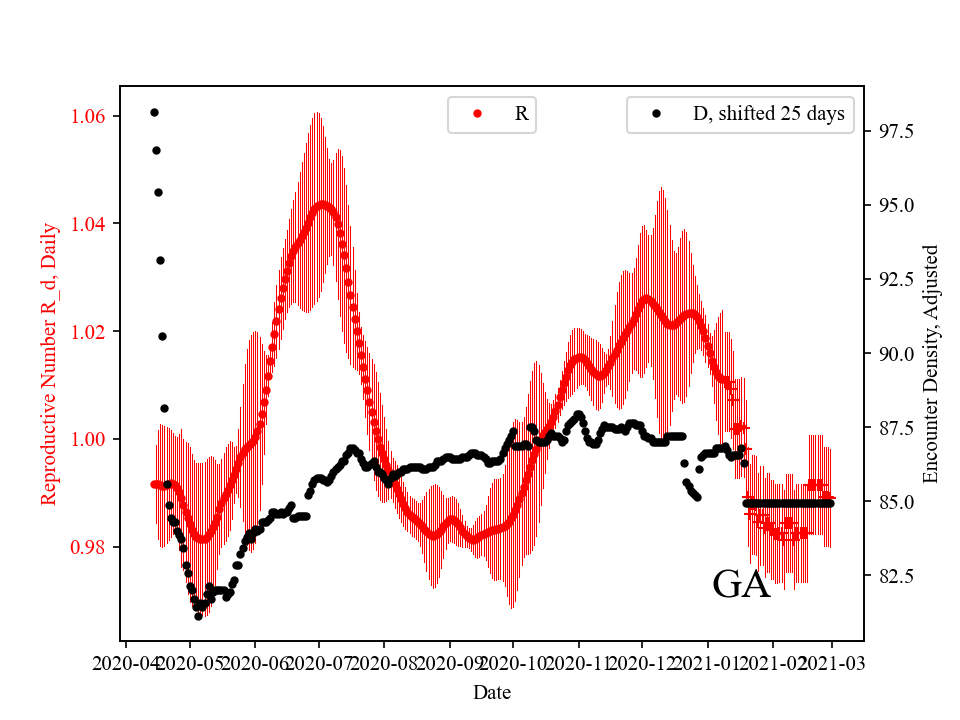 R
D, shifted 25 days
1.06
1.04
1.02
1.00
0.98
Reproductive Number R_d, Daily
97.5
95.0
92.5
90.0
87.5
85.0
82.5
Encounter Density, Adjusted
GA
2020-04 2020-05 2020-06 2020-07 2020-08 2020-09 2020-10 2020-11 2020-12 2021-01 2021-02 2021-03
Date